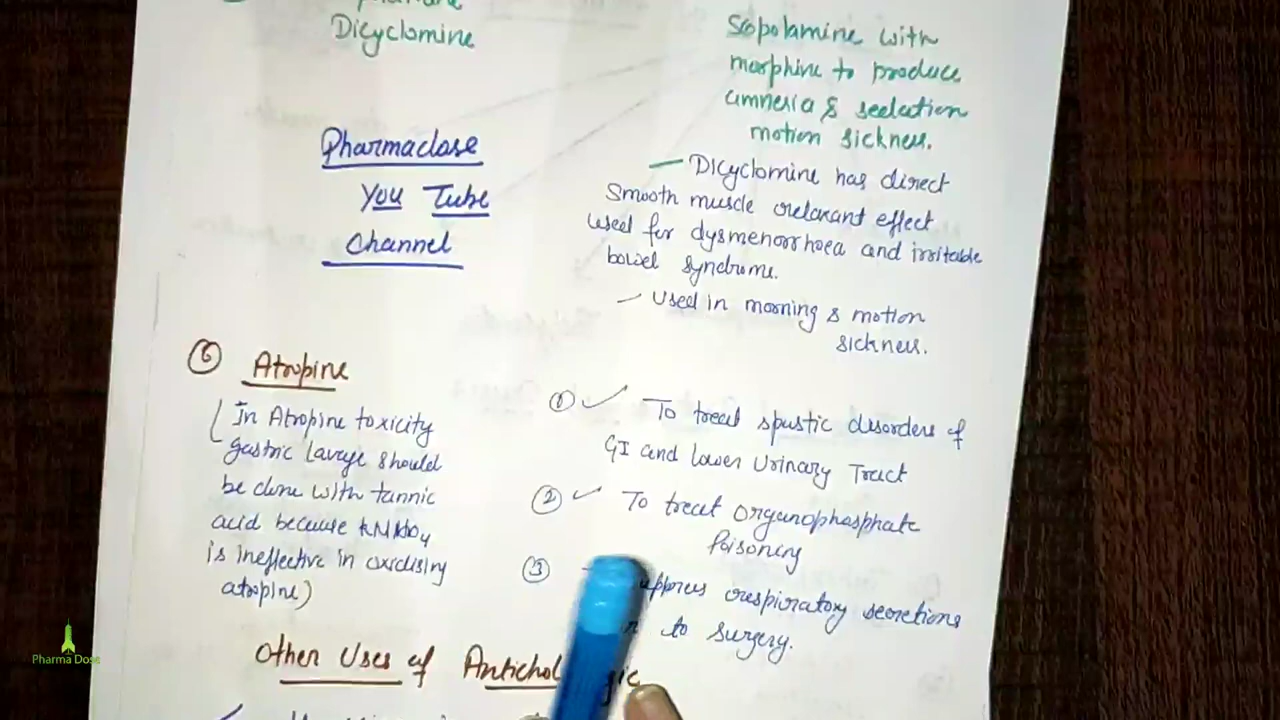 Dicyclomine
Scopolamine with
morphine to produce
amnesia & sedation
motion sickness.
Pharmadose
You Tube
Channel
— Dicyclomine has direct
Smooth muscle relaxant effect
Used for dysmenorrhoea and irritable
bowel syndrome.
— Used in morning & motion
sickness.
⑥ Atropine
(In Atropine toxicity
gastric lavage should
be done with tannic
acid because KMnO4
is ineffective in oxidising
atropine)
① ✓ To treat spastic disorders of
GI and lower Urinary Tract
② ✓ To treat Organophosphate
Poisoning
③ respiratory secretions
to surgery.
Other Uses of
Pharma Dose